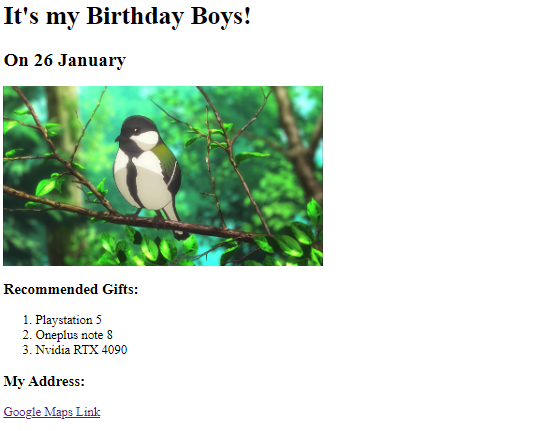 It's my Birthday Boys!
On 26 January
Recommended Gifts:
1. Playstation 5
2. Oneplus note 8
3. Nvidia RTX 4090
My Address:
Google Maps Link